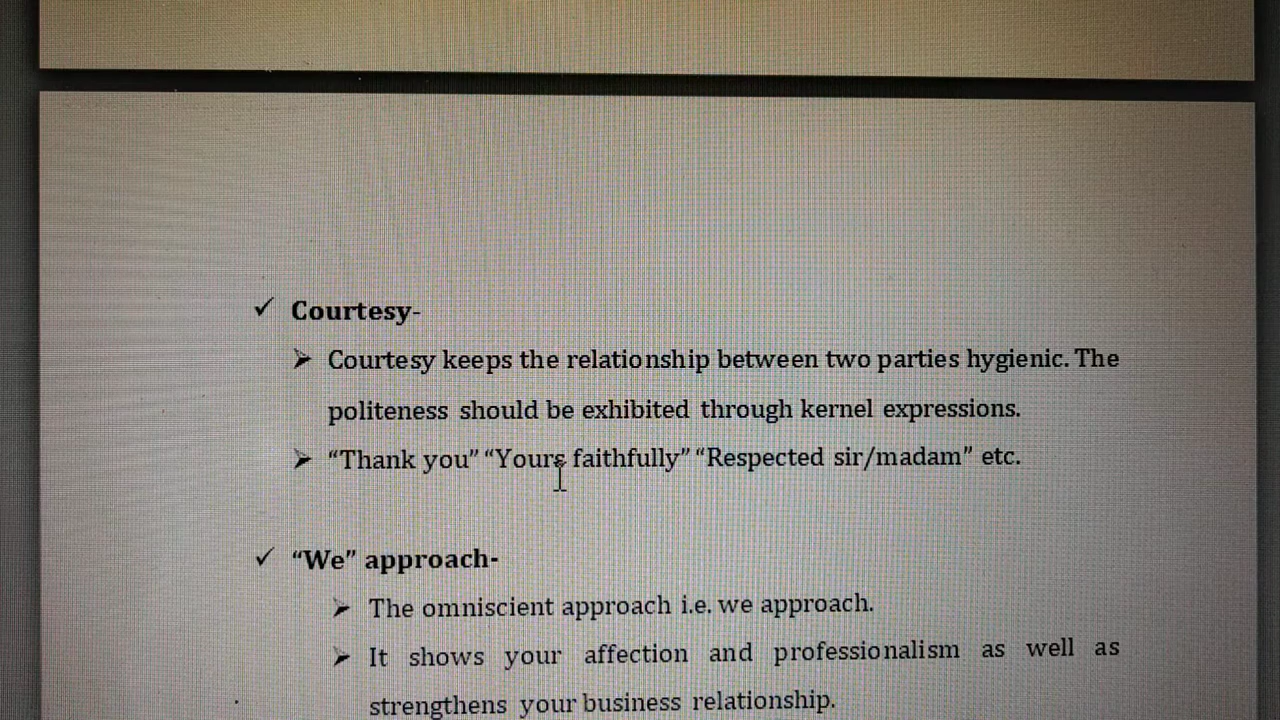 ✓ Courtesy-
➤ Courtesy keeps the relationship between two parties hygienic. The
politeness should be exhibited through kernel expressions.
➤ “Thank you” “Yours faithfully” “Respected sir/madam” etc.
✓ “We” approach-
➤ The omniscient approach i.e. we approach.
➤ It shows your affection and professionalism as well as
strengthens your business relationship.